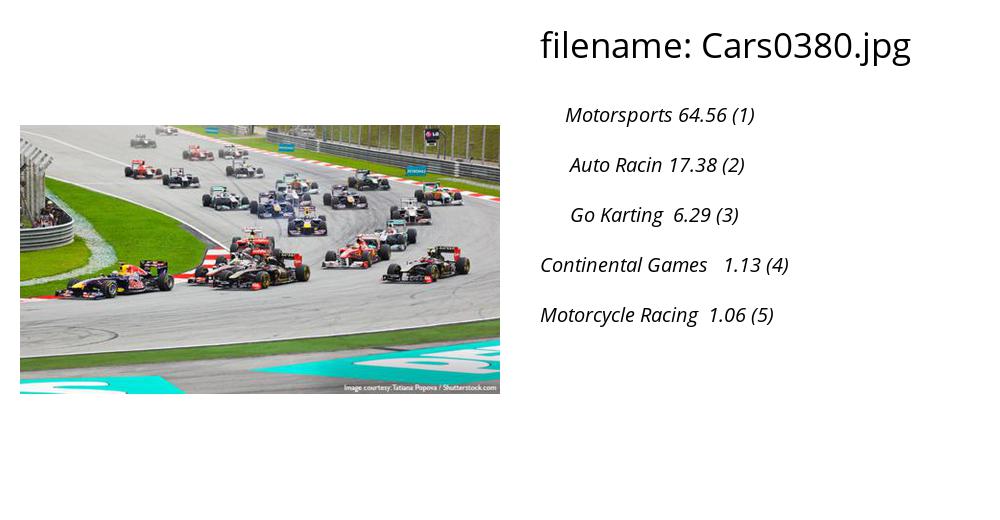 filename: Cars0380.jpg
Motorsports 64.56 (1)
Auto Racin 17.38 (2)
Go Karting 6.29 (3)
Continental Games 1.13 (4)
Motorcycle Racing 1.06 (5)
LG
PETRONAS
Image courtesy: Tatiana Popova / Shutterstock.com